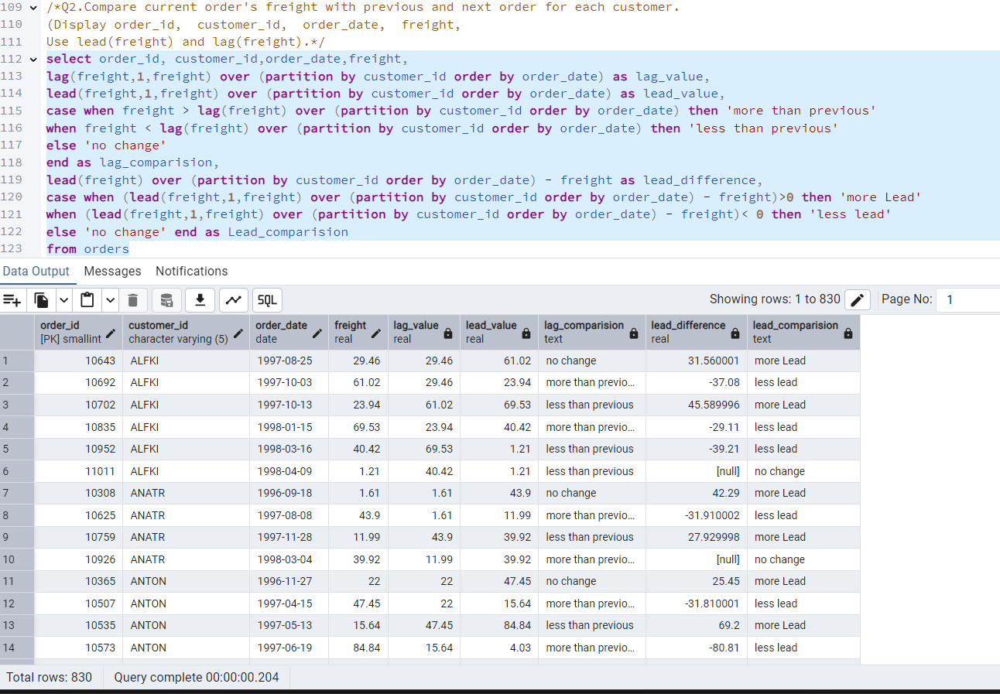 109 /*Q2.Compare current order's freight with previous and next order for each customer.
110 (Display order_id,  customer_id,  order_date,  freight,
111 Use lead(freight) and lag(freight).*/
112 select order_id, customer_id,order_date,freight,
113 lag(freight,1,freight) over (partition by customer_id order by order_date) as lag_value,
114 lead(freight,1,freight) over (partition by customer_id order by order_date) as lead_value,
115 case when freight > lag(freight) over (partition by customer_id order by order_date) then 'more than previous'
116 when freight < lag(freight) over (partition by customer_id order by order_date) then 'less than previous'
117 else 'no change'
118 end as lag_comparision,
119 lead(freight) over (partition by customer_id order by order_date) - freight as lead_difference,
120 case when (lead(freight,1,freight) over (partition by customer_id order by order_date) - freight)>0 then 'more Lead'
121 when (lead(freight,1,freight) over (partition by customer_id order by order_date) - freight)< 0 then 'less lead'
122 else 'no change' end as Lead_comparision
123 from orders
Data Output Messages Notifications
SQL Showing rows: 1 to 830 Page No: 1
order_id customer_id order_date freight lag_value lead_value lag_comparision lead_difference lead_comparision
[PK] smallint character varying (5) date real real real text real text
1 10643 ALFKI 1997-08-25 29.46 29.46 61.02 no change 31.560001 more Lead
2 10692 ALFKI 1997-10-03 61.02 29.46 23.94 more than previo... -37.08 less lead
3 10702 ALFKI 1997-10-13 23.94 61.02 69.53 less than previous 45.589996 more Lead
4 10835 ALFKI 1998-01-15 69.53 23.94 40.42 more than previo... -29.11 less lead
5 10952 ALFKI 1998-03-16 40.42 69.53 1.21 less than previous -39.21 less lead
6 11011 ALFKI 1998-04-09 1.21 40.42 1.21 less than previous [null] no change
7 10308 ANATR 1996-09-18 1.61 1.61 43.9 no change 42.29 more Lead
8 10625 ANATR 1997-08-08 43.9 1.61 11.99 more than previo... -31.910002 less lead
9 10759 ANATR 1997-11-28 11.99 43.9 39.92 less than previous 27.929998 more Lead
10 10926 ANATR 1998-03-04 39.92 11.99 39.92 more than previo... [null] no change
11 10365 ANTON 1996-11-27 22 22 47.45 no change 25.45 more Lead
12 10507 ANTON 1997-04-15 47.45 22 15.64 more than previo... -31.810001 less lead
13 10535 ANTON 1997-05-13 15.64 47.45 84.84 less than previous 69.2 more Lead
14 10573 ANTON 1997-06-19 84.84 15.64 4.03 more than previo... -80.81 less lead
Total rows: 830 Query complete 00:00:00.204